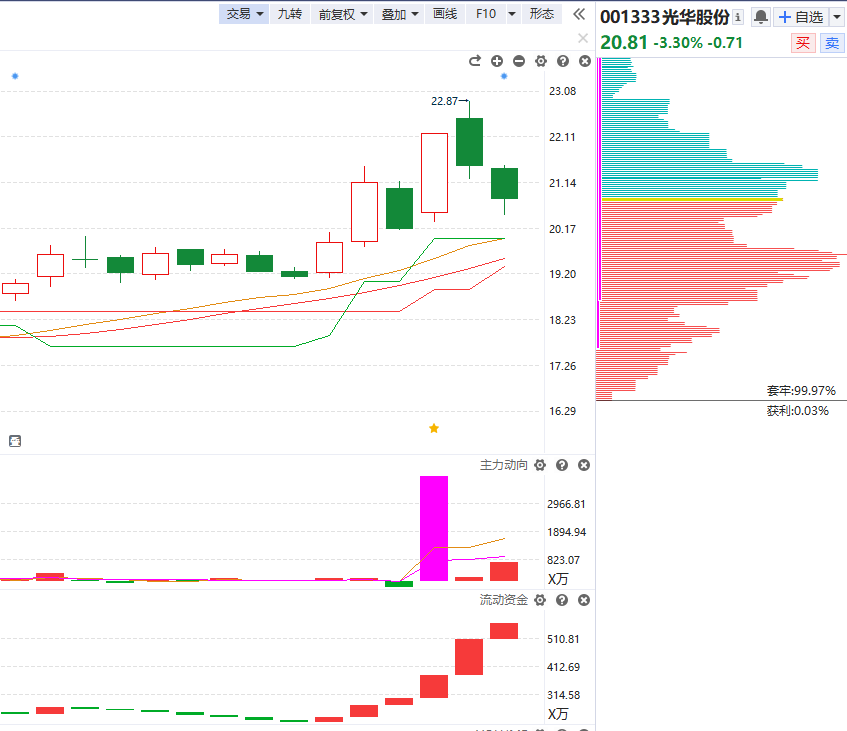 交易 九转 前复权 叠加 画线 F10 形态
001333光华股份
自选
20.81 -3.30% -0.71
买 卖
22.87
23.08
22.11
21.14
20.17
19.20
18.23
17.26
16.29
套牢:99.97%
获利:0.03%
主力动向
2966.81
1894.94
823.07
X万
流动资金
510.81
412.69
314.58
X万